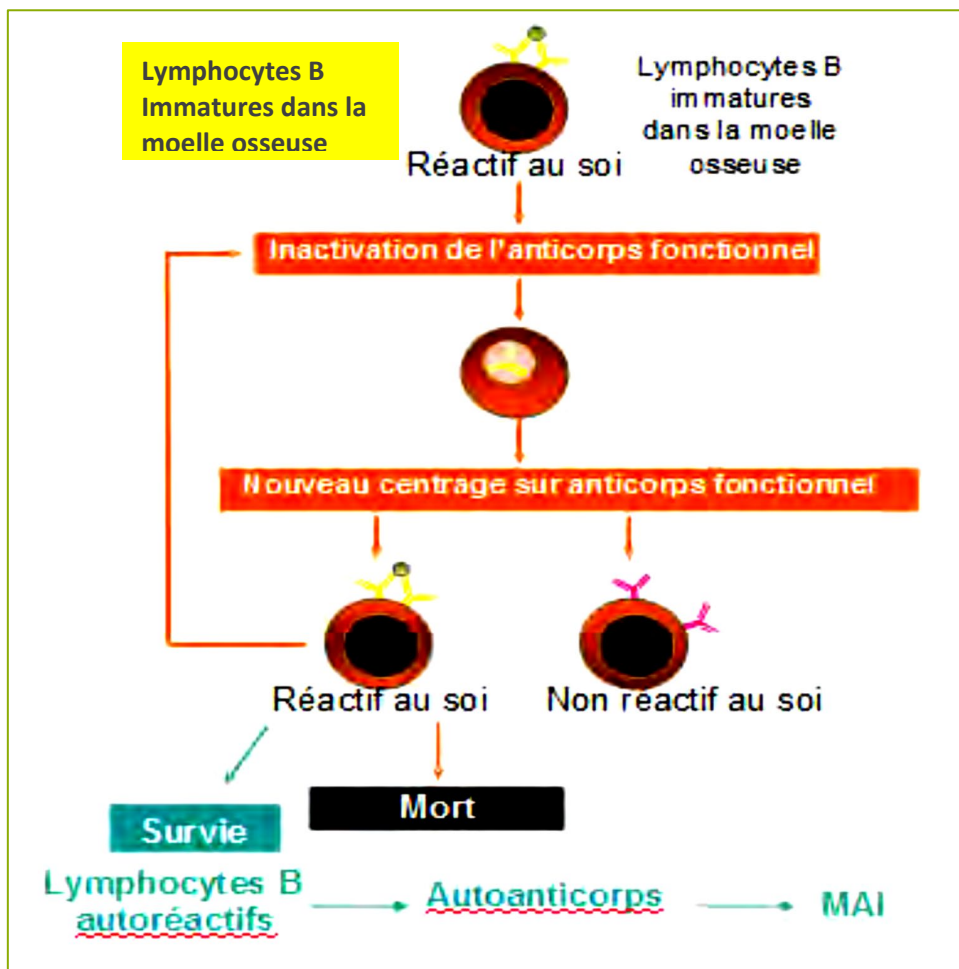 Lymphocytes B
Immatures dans la
moelle osseuse
Lymphocytes B
immatures
dans la moelle
osseuse
Réactif au soi
Inactivation de l'anticorps fonctionnel
Nouveau centrage sur anticorps fonctionnel
Réactif au soi
Non réactif au soi
Mort
Survie
Lymphocytes B
autoréactifs
Autoanticorps
MAI